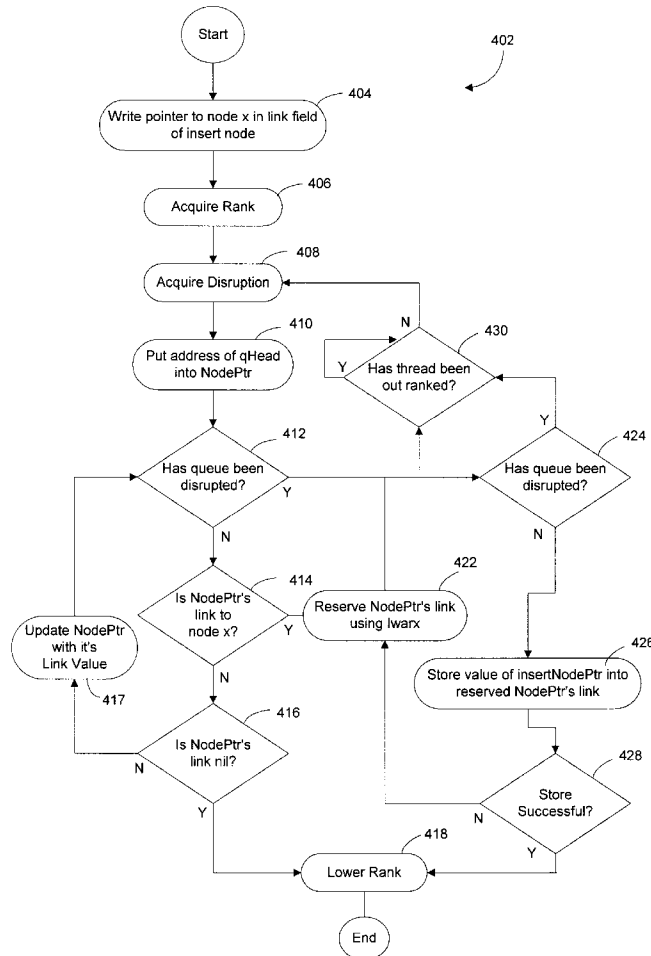 Start
402
404
Write pointer to node x in link field
of insert node
406
Acquire Rank
408
Acquire Disruption
410
Put address of qHead
into NodePtr
N
430
Y
Has thread been
out ranked?
412
Y
424
Has queue been
disrupted?
Y
Has queue been
disrupted?
N
N
414
422
Is NodePtr's
link to
node x?
Y
Reserve NodePtr's link
using lwarx
Update NodePtr
with it's
Link Value
417
N
426
Store value of insertNodePtr into
reserved NodePtr's link
416
Is NodePtr's
link nil?
N
Y
428
Store
Successful?
N
Y
418
Lower Rank
End